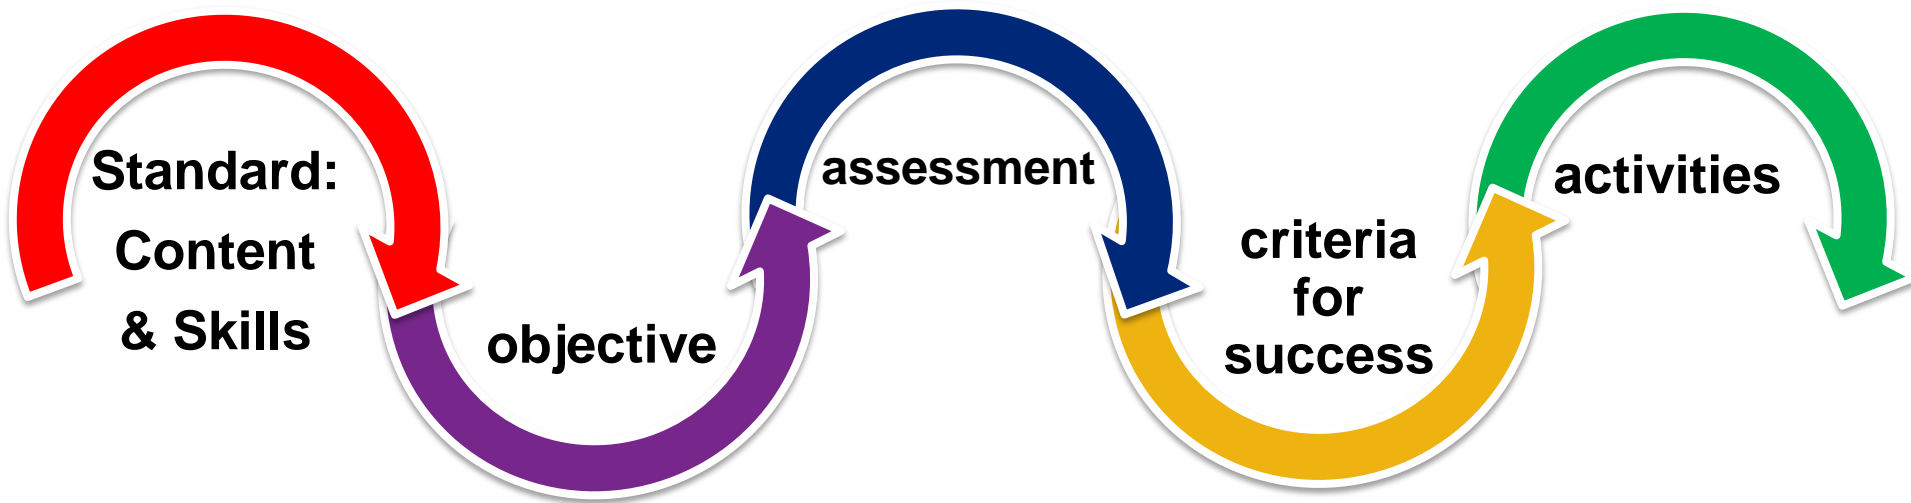 Standard:
Content
& Skills
objective
assessment
criteria
for
success
activities